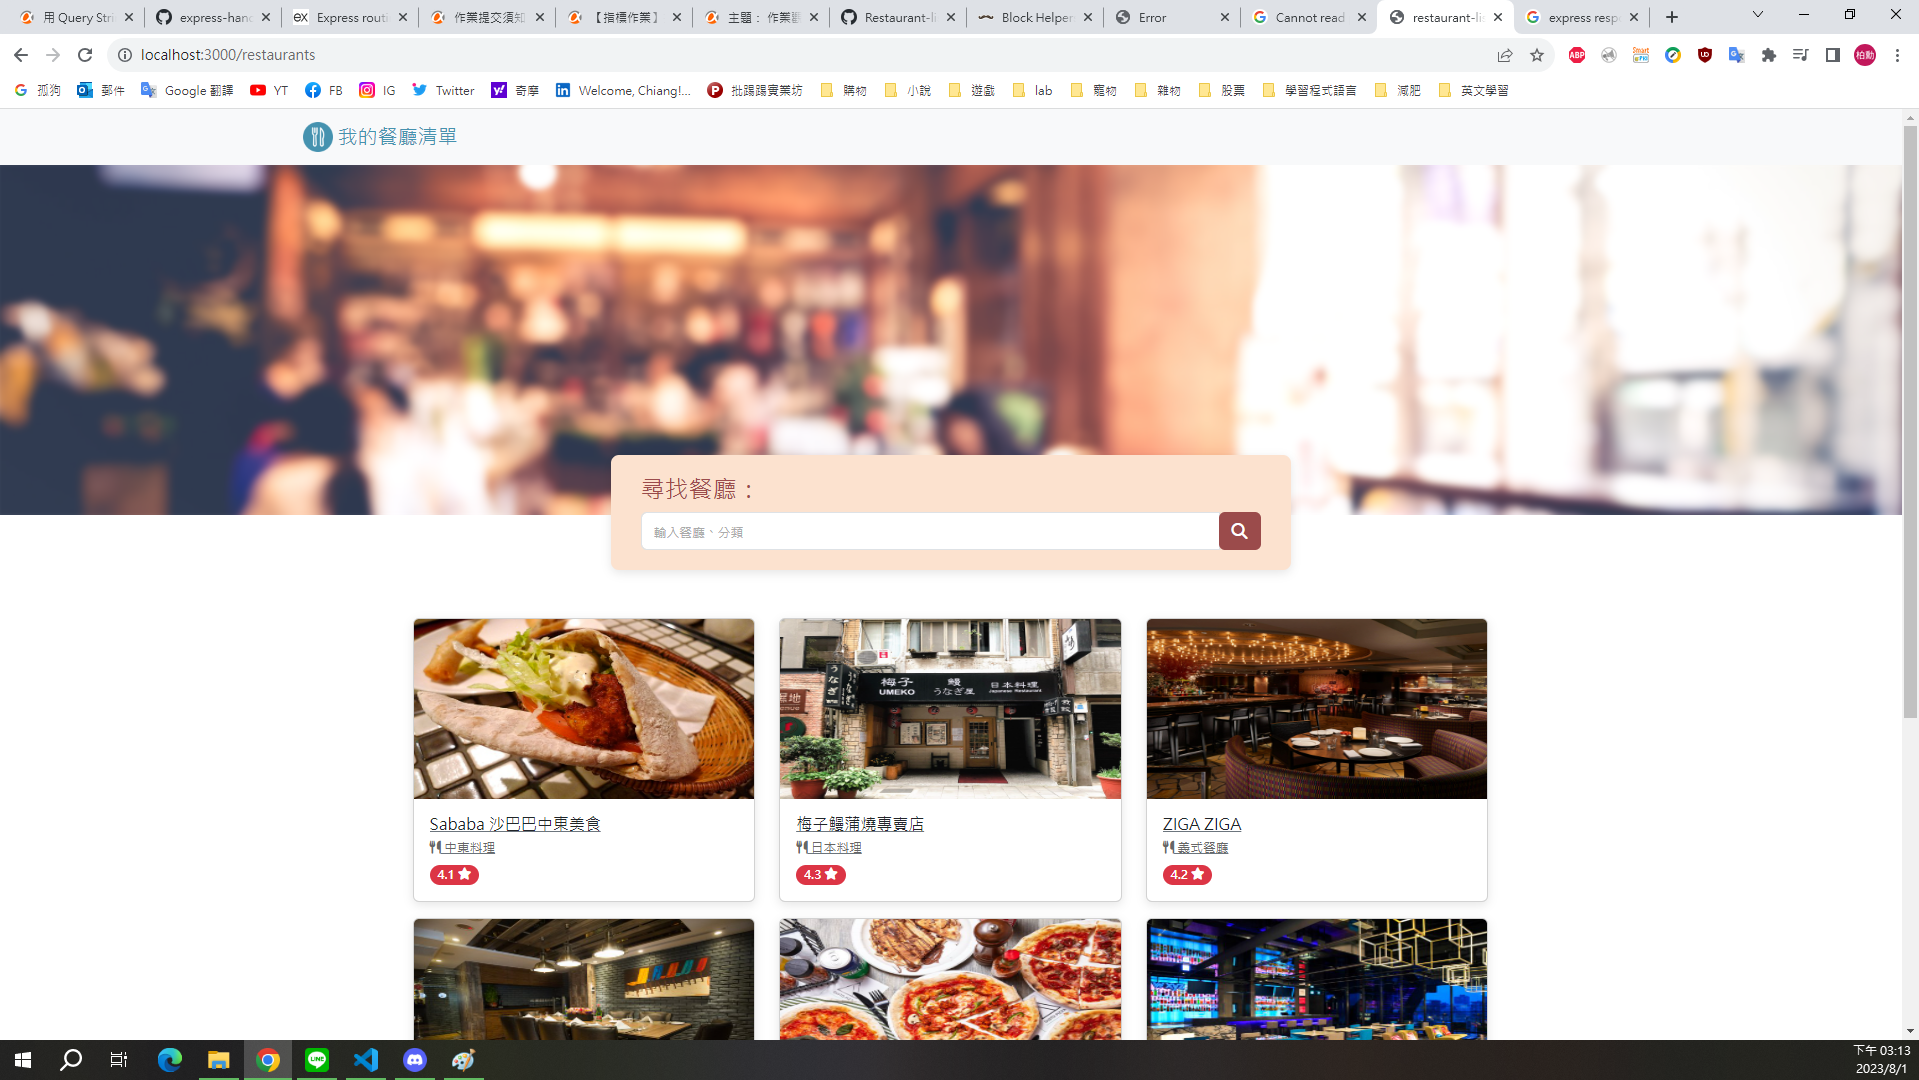 用 Query Stri
express-hand
Express routi
作業提交須知
【指標作業】
主題：作業
Restaurant-li
Block Helper
Error
Cannot read
restaurant-lis
express resp
localhost:3000/restaurants
ABP
Smart
柏勳
孤狗
郵件
Google 翻譯
YT
FB
IG
Twitter
奇摩
Welcome, Chiang!...
批踢踢實業坊
購物
小說
遊戲
lab
寵物
雜物
股票
學習程式語言
減肥
英文學習
我的餐廳清單
尋找餐廳：
輸入餐廳、分類
梅子 鰻 日本料理
UMEKO うなぎ屋 Japanese Restaurant
Sababa 沙巴巴中東美食
中東料理
4.1
梅子鰻蒲燒專賣店
日本料理
4.3
ZIGA ZIGA
義式餐廳
4.2
下午 03:13
2023/8/1